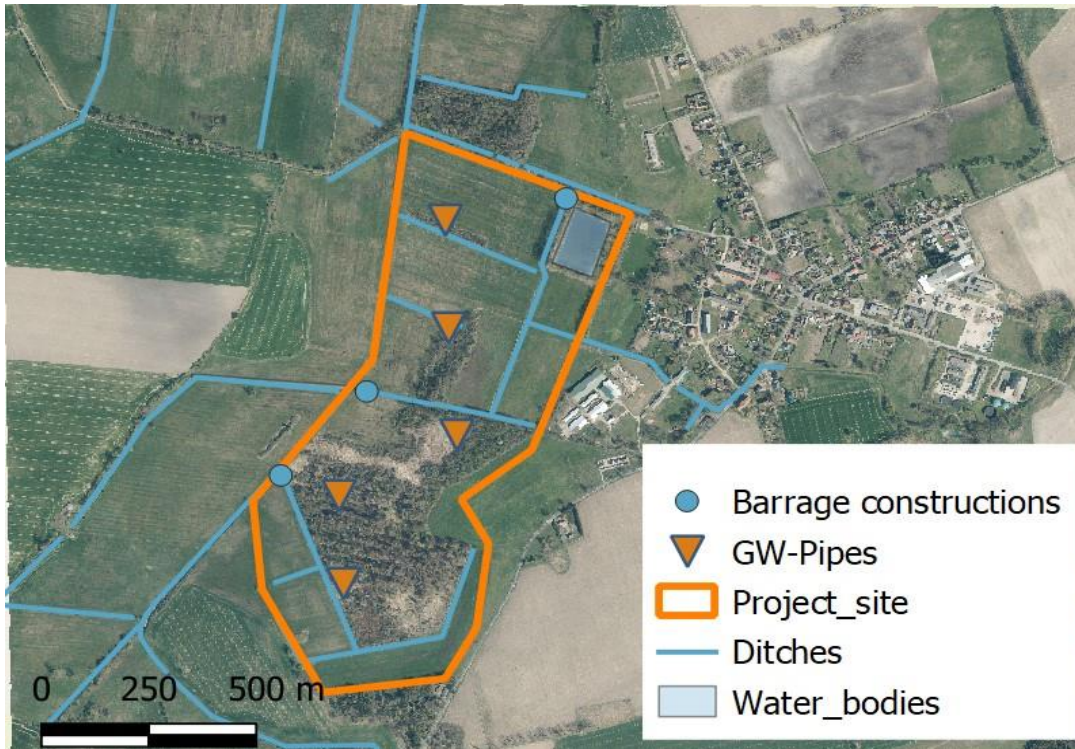 Barrage constructions
GW-Pipes
Project_site
Ditches
Water_bodies
0 250 500 m